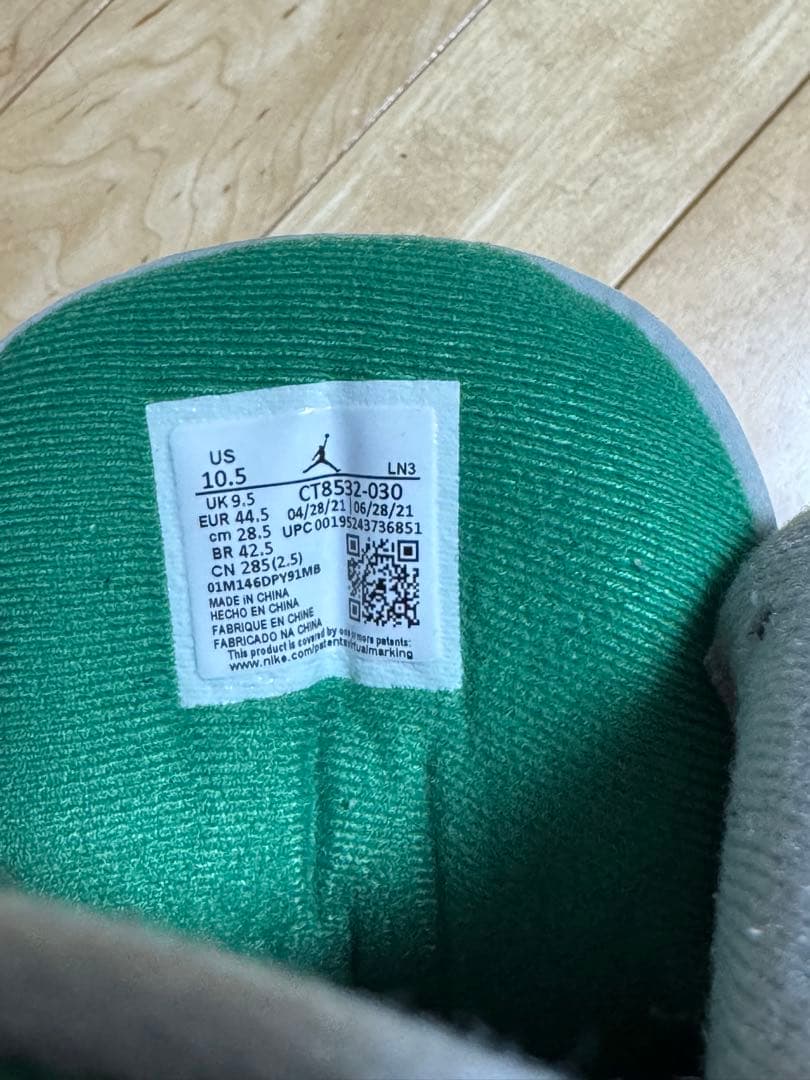 US
10.5
LN3
UK 9.5
CT8532-030
EUR 44.5
04/28/21 06/28/21
cm 28.5
UPC 00195243736851
BR 42.5
CN 285(2.5)
01M146DPY91MB
MADE IN CHINA
HECHO EN CHINA
FABRIQUE EN CHINE
FABRICADO NA CHINA
This product is covered by one or more patents:
www.nike.com/patentsvirtualmarking